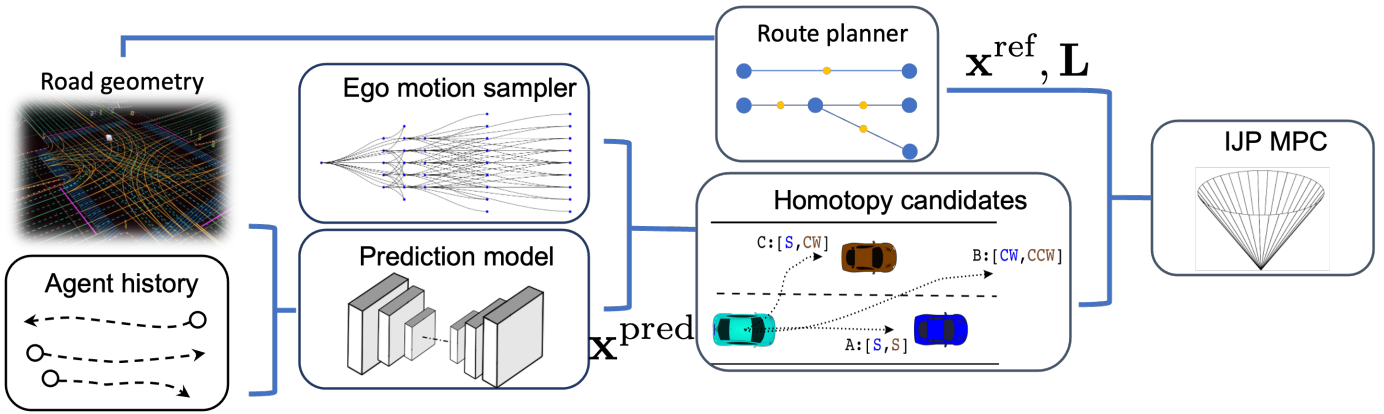 Road geometry
Agent history
Ego motion sampler
Prediction model
x^pred
Route planner
x^ref, L
Homotopy candidates
C:[S,CW]
B:[CW,CCW]
A:[S,S]
IJP MPC